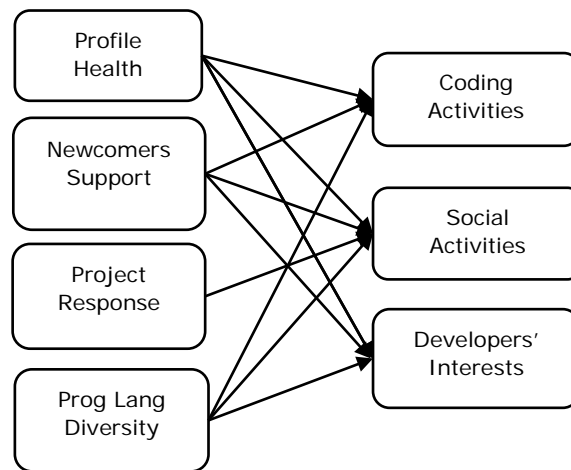 Profile
Health
Newcomers
Support
Project
Response
Prog Lang
Diversity
Coding
Activities
Social
Activities
Developers’
Interests